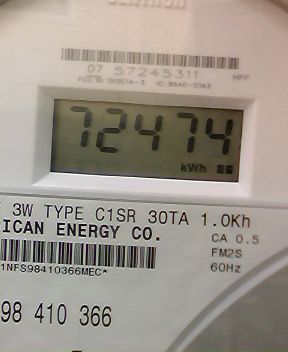 07 57245311
72474
kWh
3W TYPE C1SR 30TA 1.0Kh
ICAN ENERGY CO.
CA 0.5
FM2S
60Hz
1NFS98410366MEC*
98 410 366